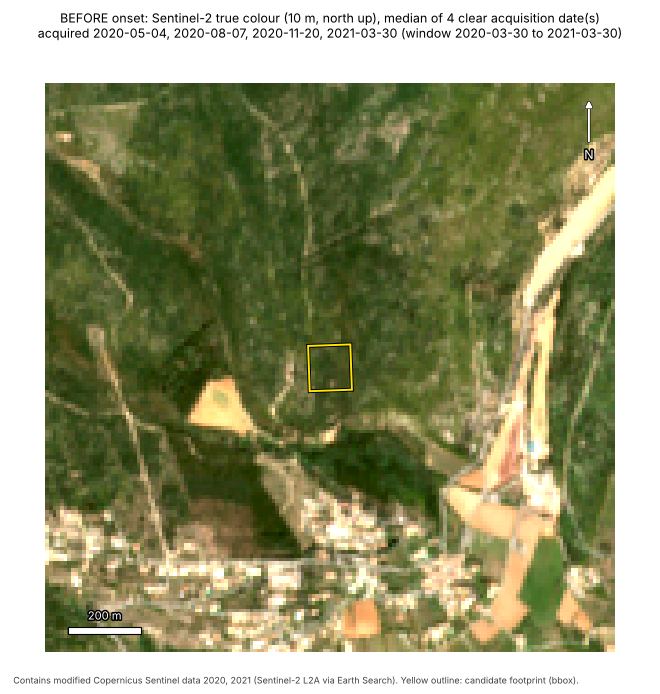 BEFORE onset: Sentinel-2 true colour (10 m, north up), median of 4 clear acquisition date(s)
acquired 2020-05-04, 2020-08-07, 2020-11-20, 2021-03-30 (window 2020-03-30 to 2021-03-30)
N
200 m
Contains modified Copernicus Sentinel data 2020, 2021 (Sentinel-2 L2A via Earth Search). Yellow outline: candidate footprint (bbox).